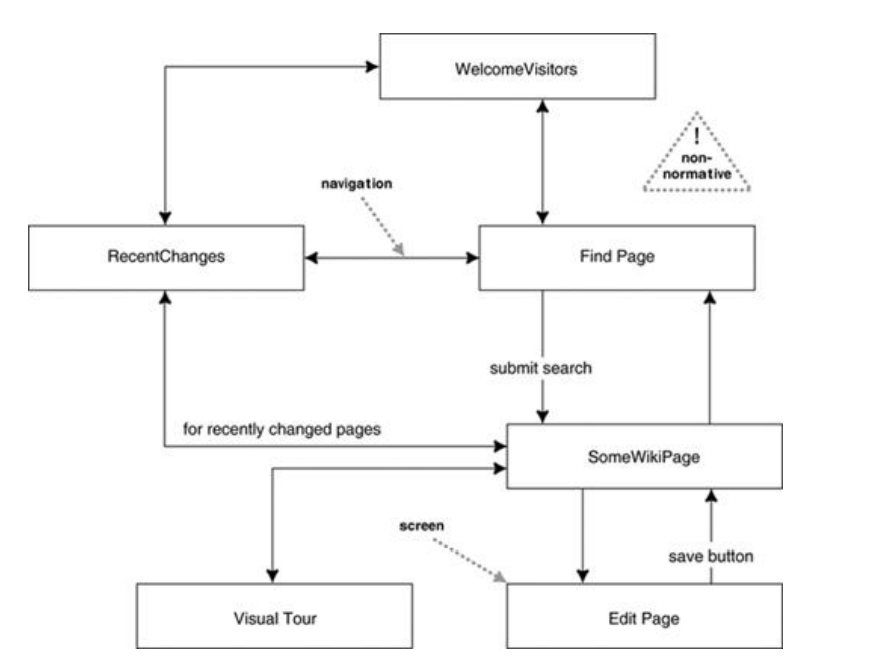 WelcomeVisitors
!
non-
normative
navigation
RecentChanges
Find Page
submit search
for recently changed pages
SomeWikiPage
screen
save button
Visual Tour
Edit Page